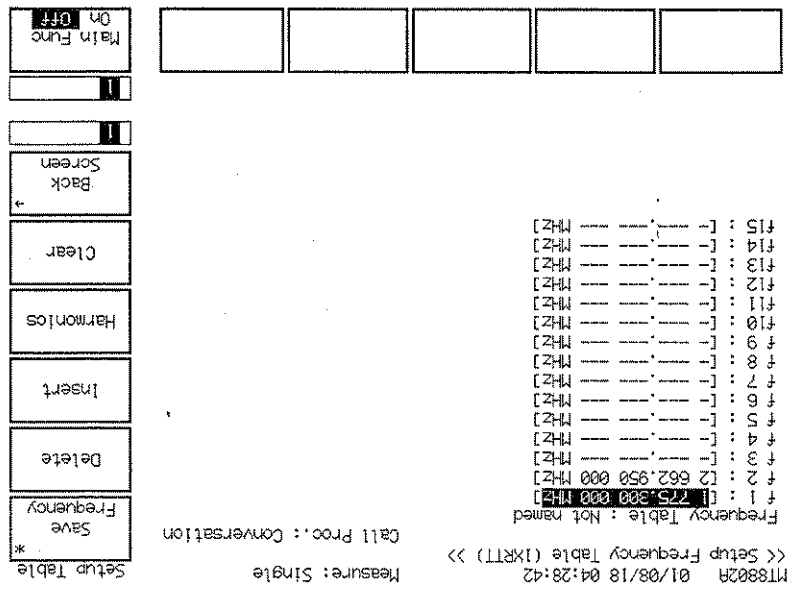 MT8802A 01/08/18 04:28:42
<< Setup Frequency Table (1XRTT) >>
Measure: Single
Call Proc.: Conversation
Frequency Table : Not named
f 1 : [1 775.300 000 MHz]
f 2 : [2 662.950 000 MHz]
f 3 : [- ---.--- --- MHz]
f 4 : [- ---.--- --- MHz]
f 5 : [- ---.--- --- MHz]
f 6 : [- ---.--- --- MHz]
f 7 : [- ---.--- --- MHz]
f 8 : [- ---.--- --- MHz]
f 9 : [- ---.--- --- MHz]
f10 : [- ---.--- --- MHz]
f11 : [- ---.--- --- MHz]
f12 : [- ---.--- --- MHz]
f13 : [- ---.--- --- MHz]
f14 : [- ---.--- --- MHz]
f15 : [- ---.--- --- MHz]
Setup Table
*
Save
Frequency
Delete
Insert
Harmonics
Clear
→
Back
Screen
1
1
Main Func
On Off